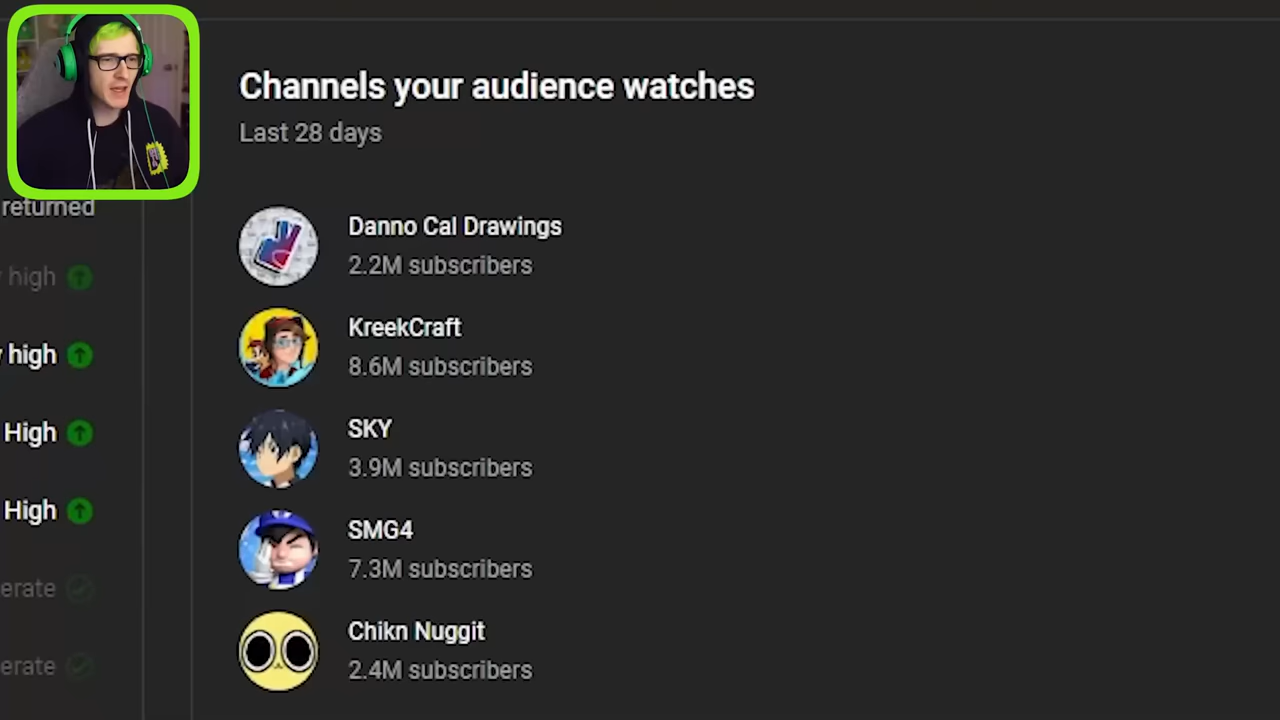 Channels your audience watches
Last 28 days
returned
high
high
High
High
erate
erate
Danno Cal Drawings
2.2M subscribers
KreekCraft
8.6M subscribers
SKY
3.9M subscribers
SMG4
7.3M subscribers
Chikn Nuggit
2.4M subscribers